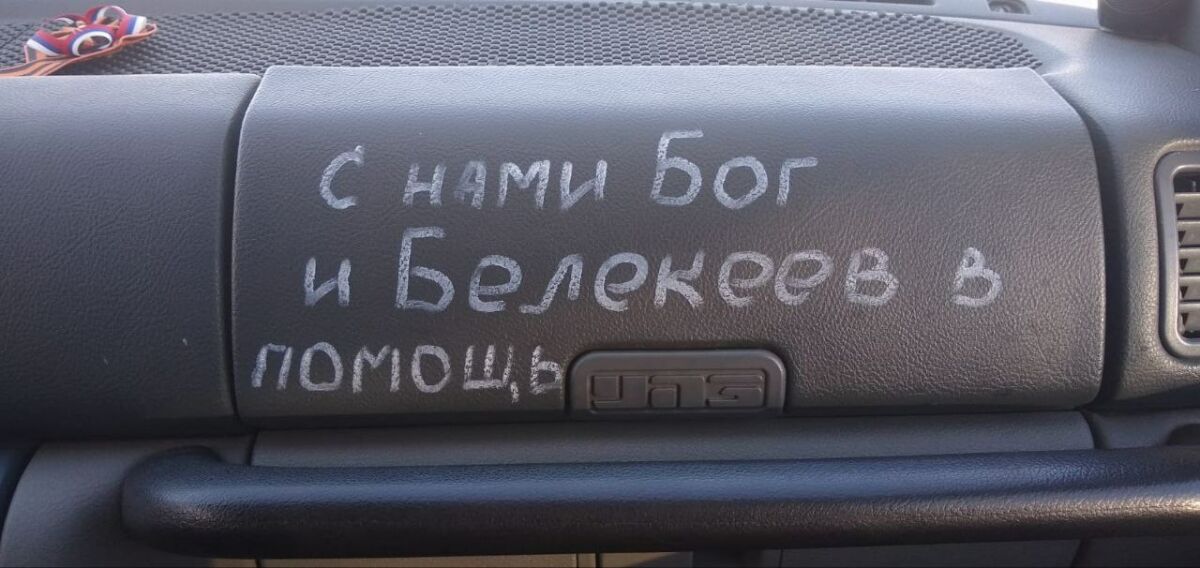 с нами Бог
и Белекеев в
помощь
УАЗ